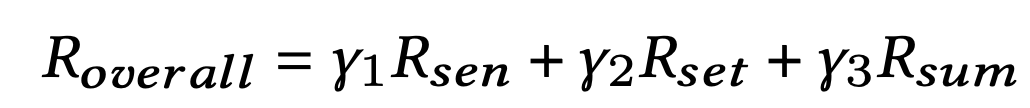 R_overall = γ1R_sen + γ2R_set + γ3R_sum